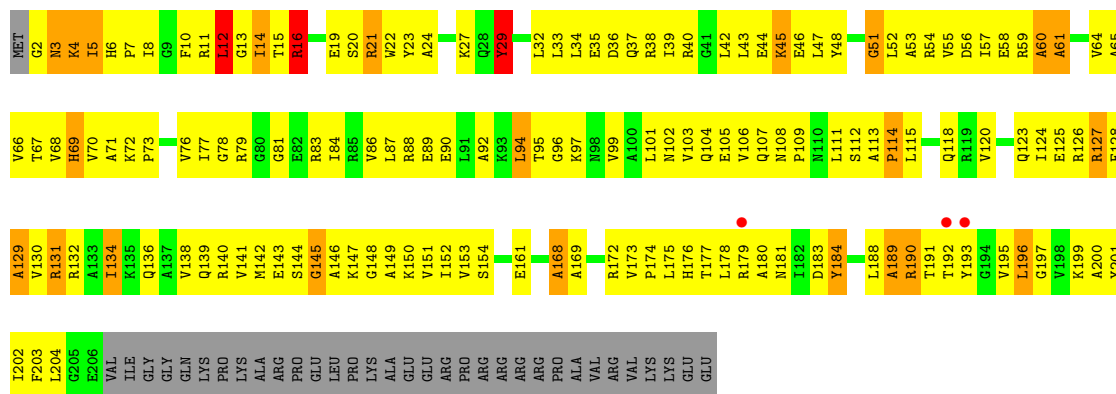 MET G2 N3 K4 I5 H6 P7 I8 G9 F10 R11 L12 G13 I14 T15 R16 E19 S20 R21 W22 Y23 A24 K27 Q28 Y29 L32 L33 L34 E35 D36 Q37 R38 I39 R40 G41 L42 L43 E44 K45 E46 L47 Y48 G51 L52 A53 R54 V55 D56 I57 E58 R59 A60 A61 V64 A65
V66 T67 V68 H69 V70 A71 K72 P73 V76 I77 G78 R79 G80 G81 E82 R83 I84 R85 V86 L87 R88 E89 E90 L91 A92 K93 L94 T95 G96 K97 N98 V99 A100 L101 N102 V103 Q104 E105 V106 Q107 N108 P109 N110 L111 S112 A113 P114 L115 Q118 R119 V120 Q123 I124 E125 R126 R127 F128
A129 V130 R131 R132 A133 I134 K135 Q136 A137 V138 Q139 R140 V141 M142 E143 S144 G145 A146 K147 G148 A149 K150 V151 I152 V153 S154 E161 A168 A169 R172 V173 P174 L175 H176 T177 L178 R179 A180 N181 I182 D183 Y184 L188 A189 R190 T191 T192 Y193 G194 V195 L196 G197 V198 K199 A200 Y201
I202 F203 L204 G205 E206 VAL ILE GLY GLY GLN LYS PRO LYS ALA ARG PRO GLU LEU PRO LYS ALA GLU GLU ARG PRO ARG ARG ARG ARG PRO ALA VAL ARG VAL LYS LYS GLU GLU